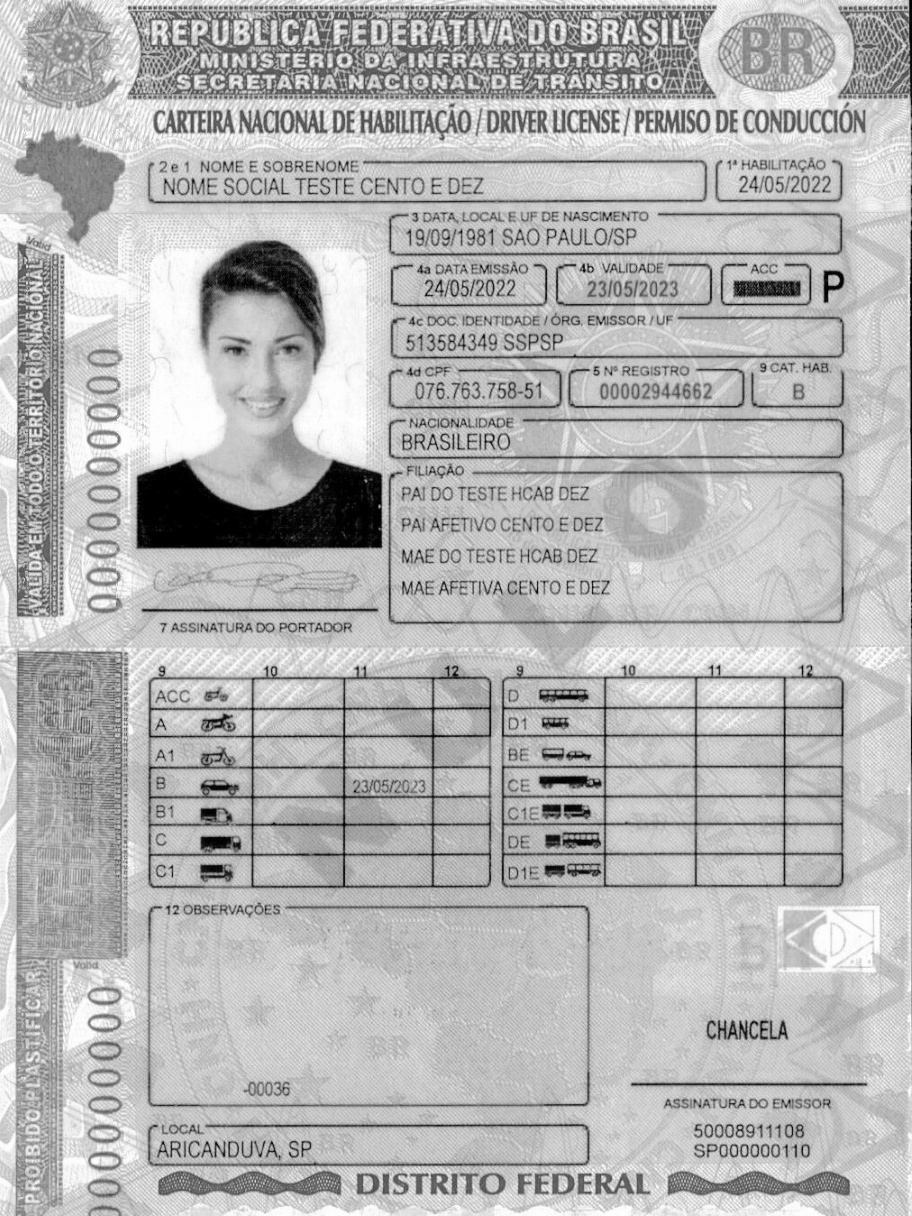 REPÚBLICA FEDERATIVA DO BRASIL
MINISTÉRIO DA INFRAESTRUTURA
SECRETARIA NACIONAL DE TRÂNSITO
BR
CARTEIRA NACIONAL DE HABILITAÇÃO / DRIVER LICENSE / PERMISO DE CONDUCCIÓN
2 e 1 NOME E SOBRENOME
NOME SOCIAL TESTE CENTO E DEZ
1ª HABILITAÇÃO
24/05/2022
3 DATA, LOCAL E UF DE NASCIMENTO
19/09/1981 SAO PAULO/SP
4a DATA EMISSÃO
24/05/2022
4b VALIDADE
23/05/2023
ACC
P
4c DOC. IDENTIDADE / ÓRG. EMISSOR / UF
513584349 SSPSP
4d CPF
076.763.758-51
5 Nº REGISTRO
00002944662
9 CAT. HAB.
B
NACIONALIDADE
BRASILEIRO
FILIAÇÃO
PAI DO TESTE HCAB DEZ
PAI AFETIVO CENTO E DEZ
MAE DO TESTE HCAB DEZ
MAE AFETIVA CENTO E DEZ
7 ASSINATURA DO PORTADOR
Valid
VÁLIDA EM TODO O TERRITÓRIO NACIONAL
0000000000
9 10 11 12
ACC
A
A1
B 23/05/2023
B1
C
C1
9 10 11 12
D
D1
BE
CE
C1E
DE
D1E
12 OBSERVAÇÕES
-00036
CHANCELA
ASSINATURA DO EMISSOR
50008911108
SP000000110
LOCAL
ARICANDUVA, SP
DISTRITO FEDERAL
Valid
PROIBIDO PLASTIFICAR